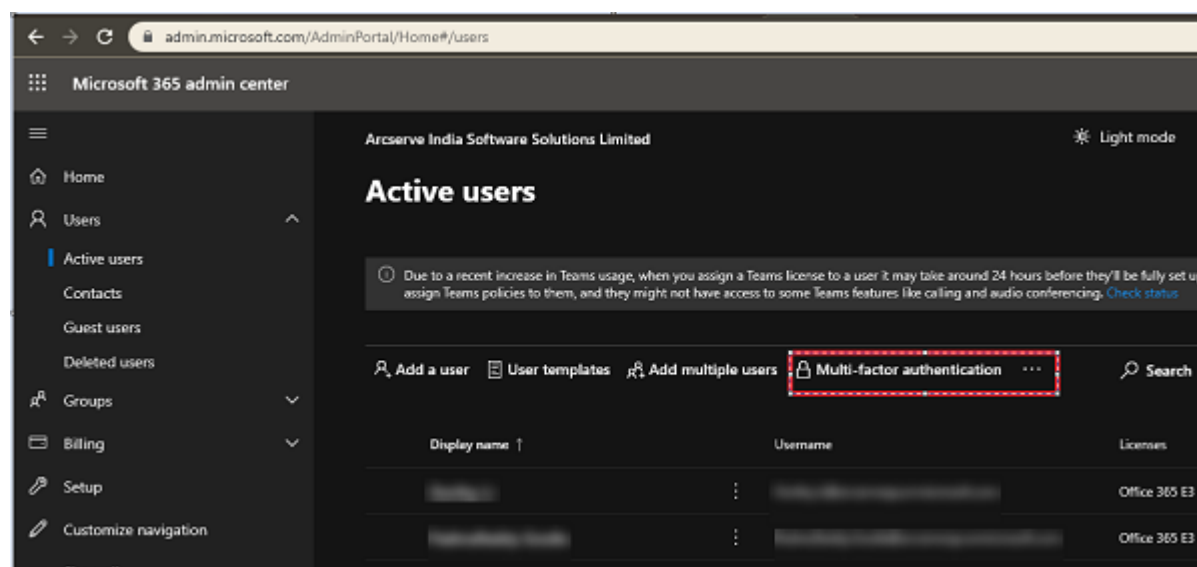 admin.microsoft.com/AdminPortal/Home#/users
Microsoft 365 admin center
Arcserve India Software Solutions Limited
Light mode
Home
Active users
Users
Active users
Contacts
Guest users
Deleted users
Groups
Billing
Setup
Customize navigation
Due to a recent increase in Teams usage, when you assign a Teams license to a user it may take around 24 hours before they'll be fully set u
assign Teams policies to them, and they might not have access to some Teams features like calling and audio conferencing. Check status
Add a user User templates Add multiple users Multi-factor authentication ... Search
Display name ↑ Username Licenses
Office 365 E3
Office 365 E3